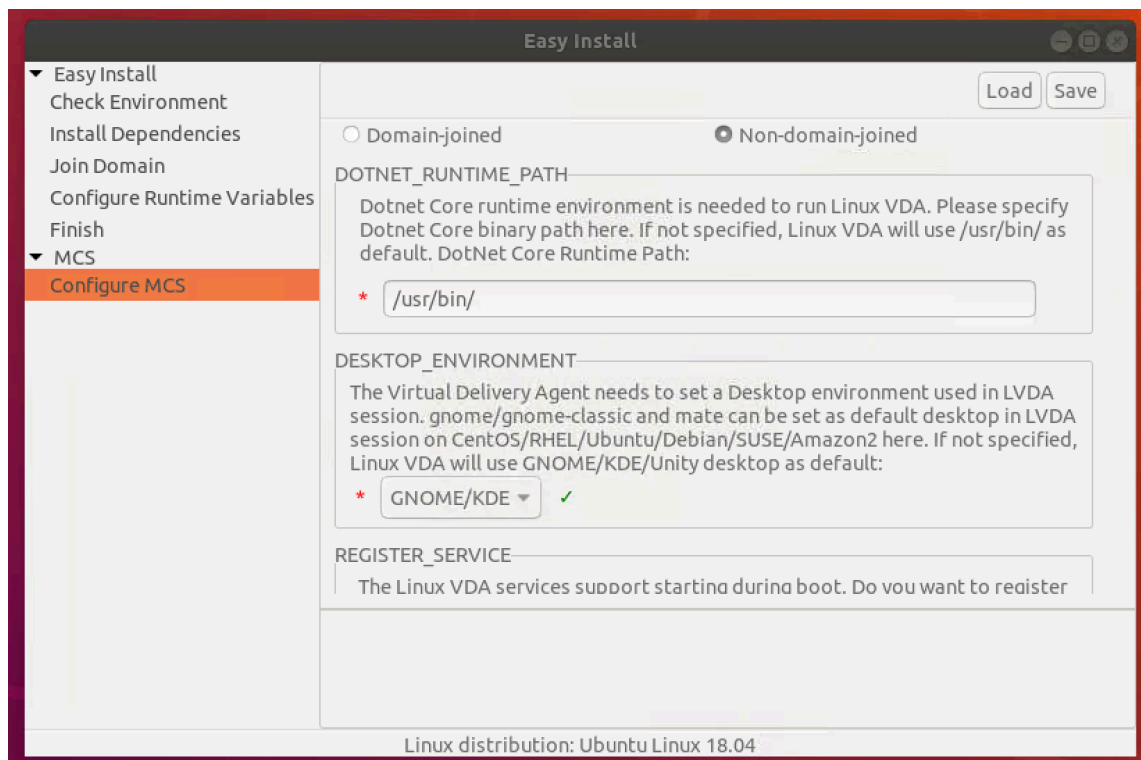 Easy Install
Easy Install
Check Environment
Install Dependencies
Join Domain
Configure Runtime Variables
Finish
MCS
Configure MCS
Load Save
Domain-joined Non-domain-joined
DOTNET_RUNTIME_PATH
Dotnet Core runtime environment is needed to run Linux VDA. Please specify
Dotnet Core binary path here. If not specified, Linux VDA will use /usr/bin/ as
default. DotNet Core Runtime Path:
* /usr/bin/
DESKTOP_ENVIRONMENT
The Virtual Delivery Agent needs to set a Desktop environment used in LVDA
session. gnome/gnome-classic and mate can be set as default desktop in LVDA
session on CentOS/RHEL/Ubuntu/Debian/SUSE/Amazon2 here. If not specified,
Linux VDA will use GNOME/KDE/Unity desktop as default:
* GNOME/KDE ✓
REGISTER_SERVICE
The Linux VDA services support starting during boot. Do you want to register
Linux distribution: Ubuntu Linux 18.04